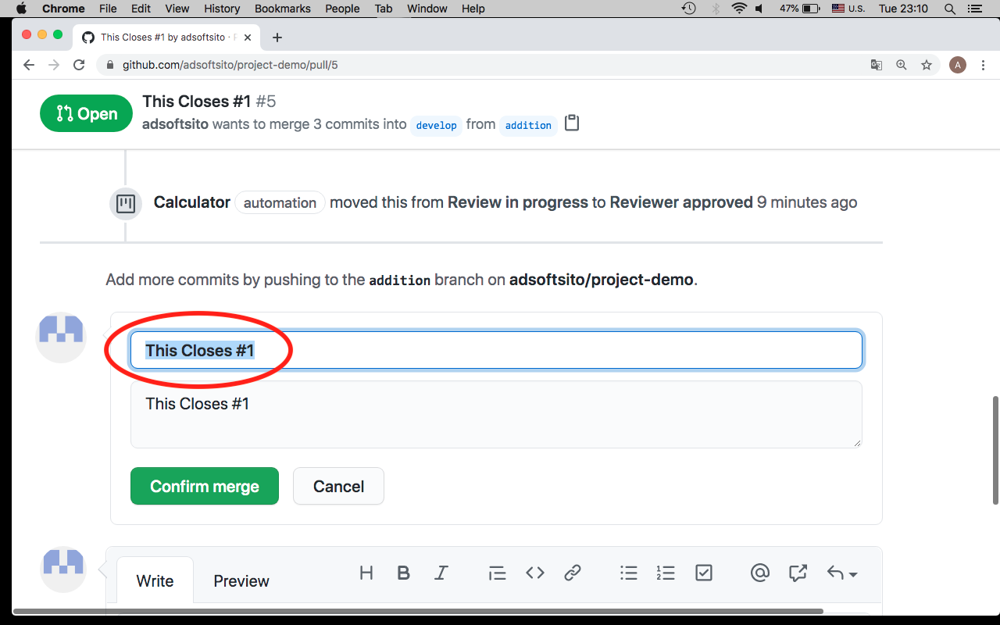 Chrome File Edit View History Bookmarks People Tab Window Help 47% U.S. Tue 23:10
This Closes #1 by adsoftsito ·
github.com/adsoftsito/project-demo/pull/5
A
Open
This Closes #1 #5
adsoftsito wants to merge 3 commits into develop from addition
Calculator automation moved this from Review in progress to Reviewer approved 9 minutes ago
Add more commits by pushing to the addition branch on adsoftsito/project-demo.
This Closes #1
This Closes #1
Confirm merge Cancel
Write Preview